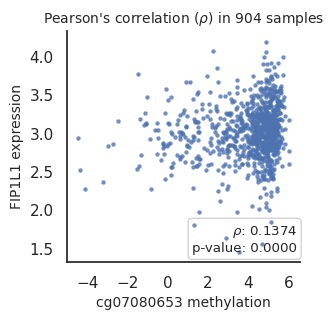 Pearson's correlation (ρ) in 904 samples
4.0
3.5
3.0
2.5
2.0
1.5
FIP1L1 expression
ρ: 0.1374
p-value: 0.0000
−4 −2 0 2 4 6
cg07080653 methylation